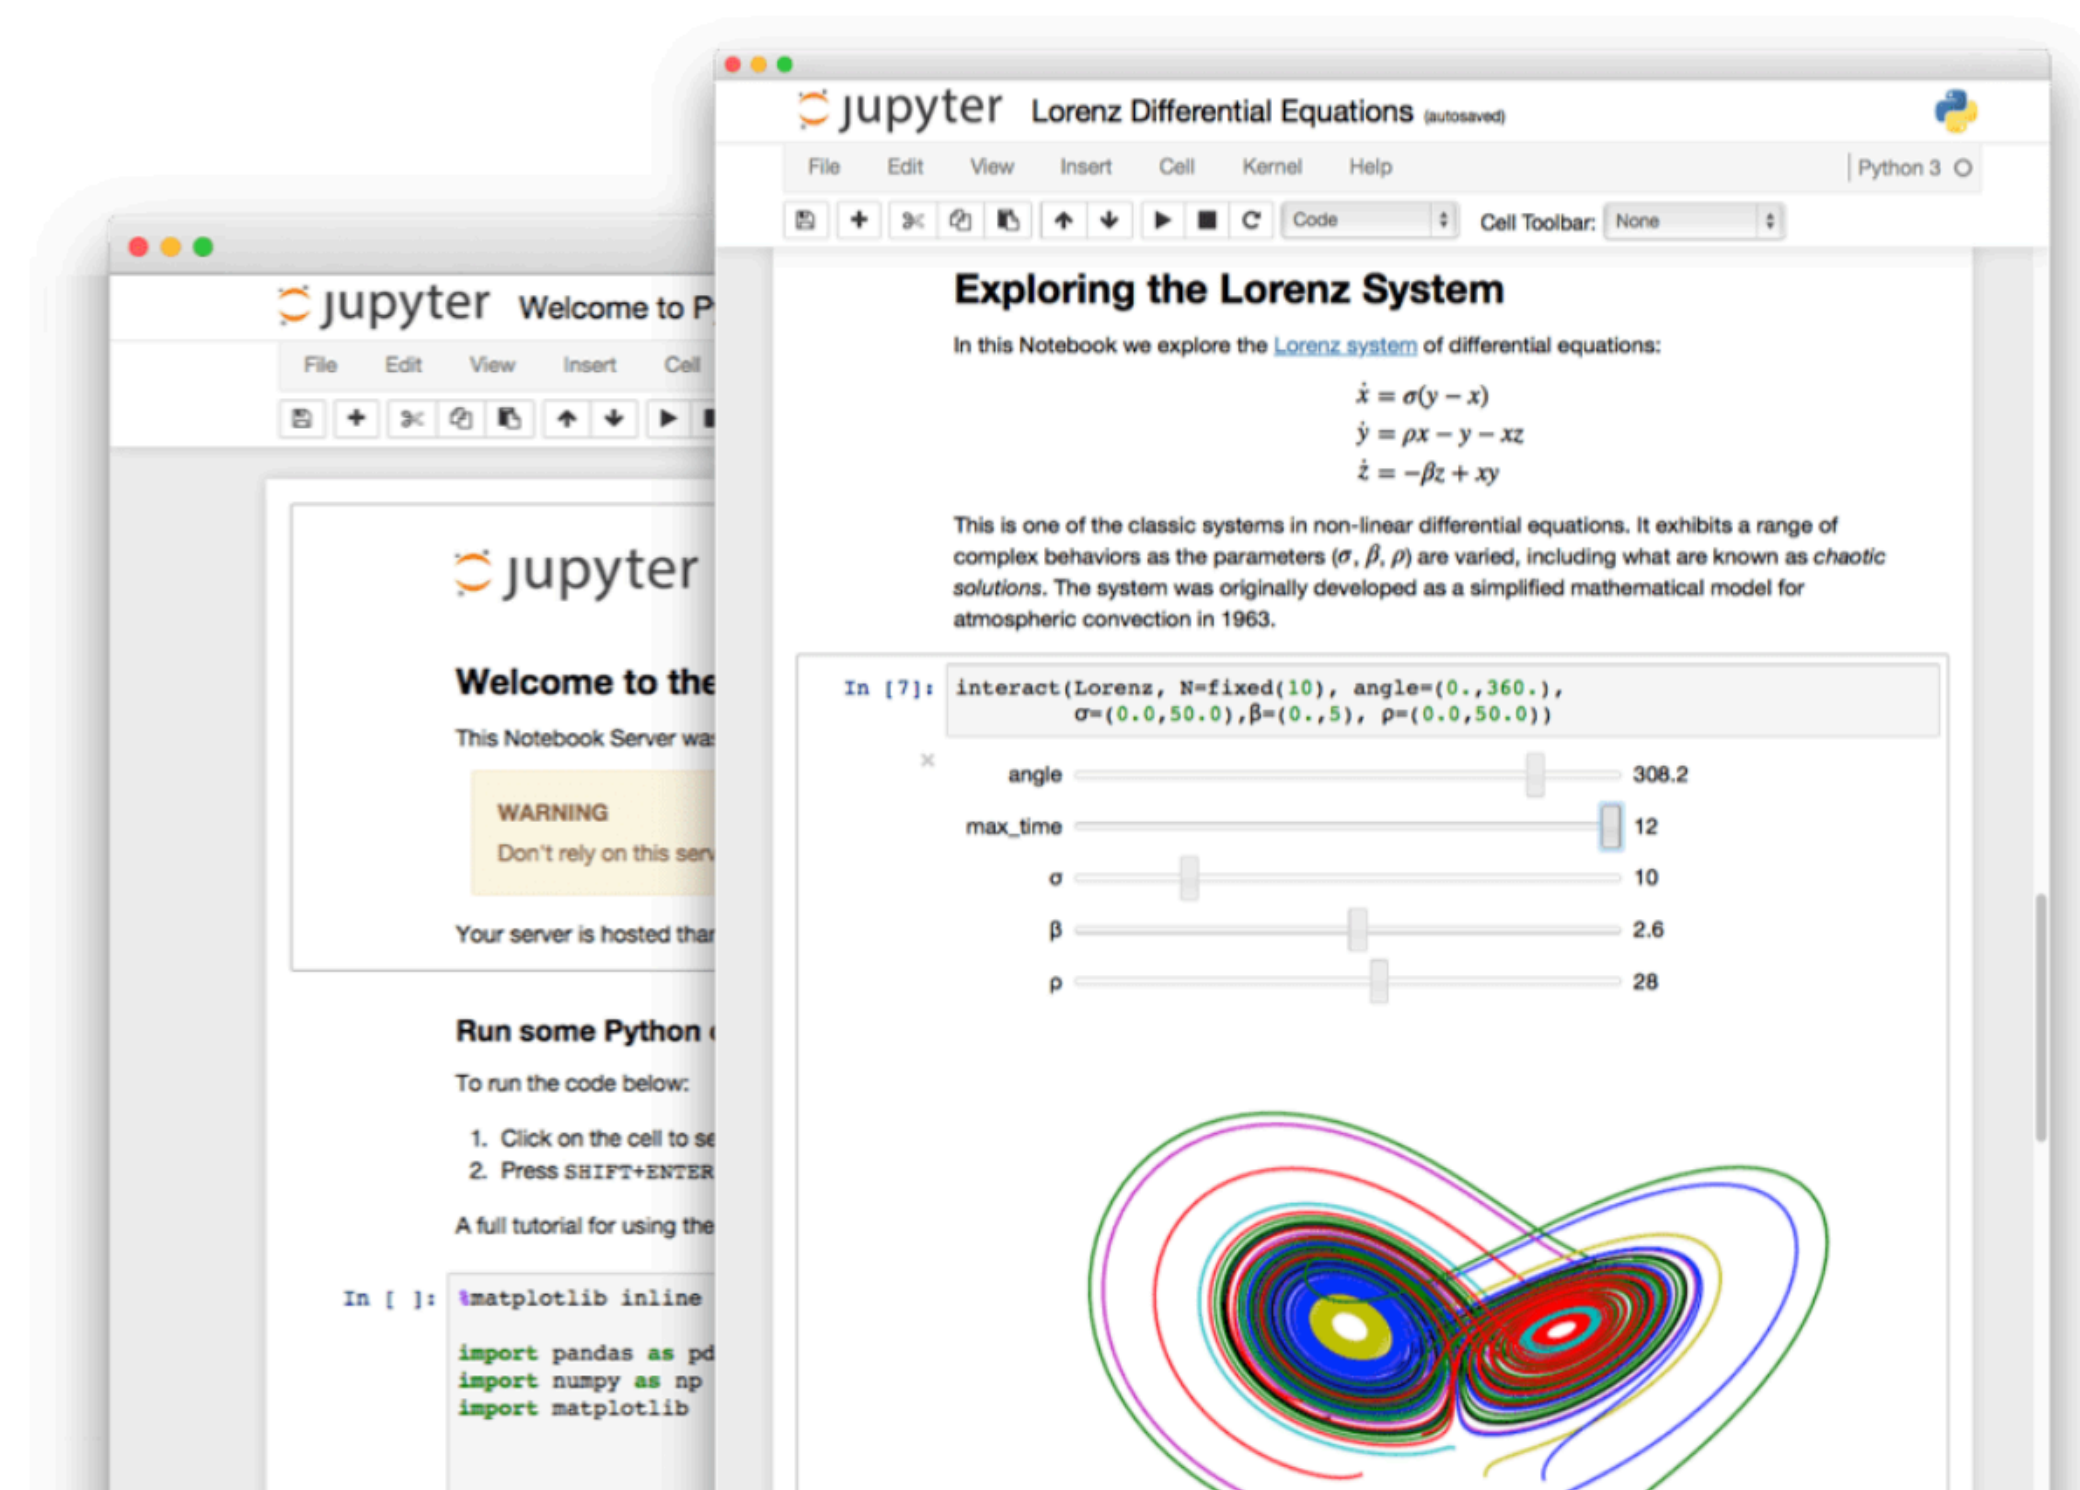 jupyter Lorenz Differential Equations (autosaved)
File Edit View Insert Cell Kernel Help Python 3
Code Cell Toolbar: None
Exploring the Lorenz System
In this Notebook we explore the Lorenz system of differential equations:
ẋ = σ(y − x)
ẏ = ρx − y − xz
ż = −βz + xy
This is one of the classic systems in non-linear differential equations. It exhibits a range of
complex behaviors as the parameters (σ, β, ρ) are varied, including what are known as chaotic
solutions. The system was originally developed as a simplified mathematical model for
atmospheric convection in 1963.
In [7]: interact(Lorenz, N=fixed(10), angle=(0.,360.),
σ=(0.0,50.0),β=(0.,5), ρ=(0.0,50.0))
× angle 308.2
max_time 12
σ 10
β 2.6
ρ 28
jupyter Welcome to P
File Edit View Insert Cell
jupyter
Welcome to the
This Notebook Server was
WARNING
Don't rely on this serv
Your server is hosted than
Run some Python
To run the code below:
1. Click on the cell to se
2. Press SHIFT+ENTER
A full tutorial for using the
In [ ]: %matplotlib inline
import pandas as pd
import numpy as np
import matplotlib